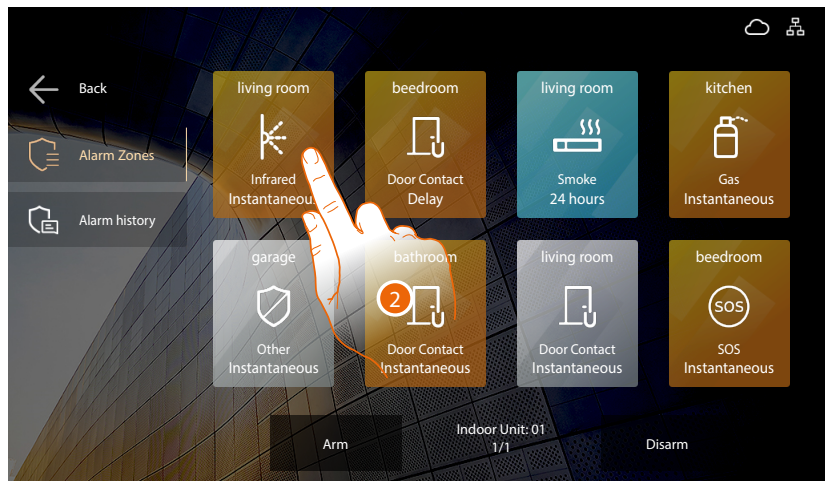 Back
Alarm Zones
Alarm history
living room
Infrared
Instantaneou
beedroom
Door Contact
Delay
living room
Smoke
24 hours
kitchen
Gas
Instantaneous
garage
Other
Instantaneous
bathroom
2
Door Contact
Instantaneous
living room
Door Contact
Instantaneous
beedroom
SOS
SOS
Instantaneous
Arm
Indoor Unit: 01
1/1
Disarm